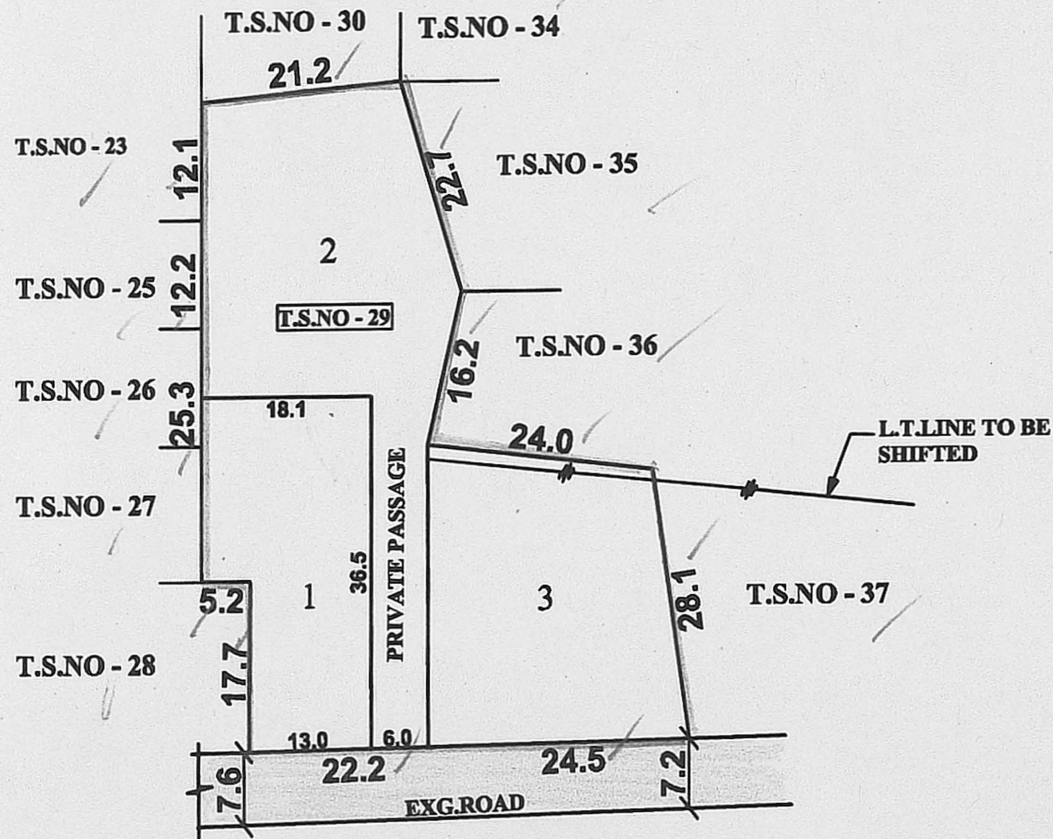 T.S.NO - 30
T.S.NO - 34
21.2
T.S.NO - 23
12.1
22.7
T.S.NO - 35
2
T.S.NO - 25
12.2
T.S.NO - 29
T.S.NO - 36
16.2
T.S.NO - 26
25.3
18.1
24.0
L.T.LINE TO BE
SHIFTED
T.S.NO - 27
PRIVATE PASSAGE
36.5
5.2
1
3
28.1
T.S.NO - 37
T.S.NO - 28
17.7
13.0
6.0
22.2
24.5
7.6
7.2
EXG.ROAD